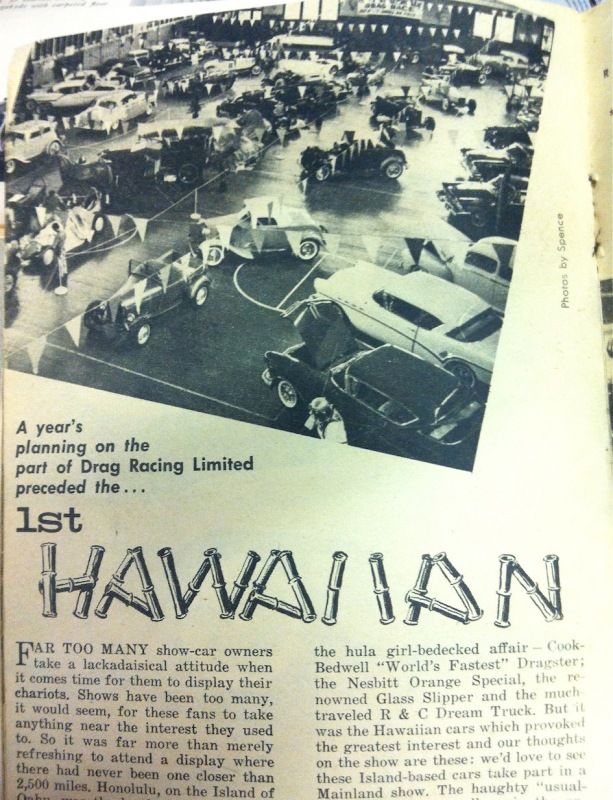 Photos by Spence
A year's
planning on the
part of Drag Racing Limited
preceded the...
1st
HAWAIIAN
FAR TOO MANY show-car owners
take a lackadaisical attitude when
it comes time for them to display their
chariots. Shows have been too many,
it would seem, for these fans to take
anything near the interest they used
to. So it was far more than merely
refreshing to attend a display where
there had never been one closer than
2,500 miles. Honolulu, on the Island of
the hula girl-bedecked affair – Cook-
Bedwell "World's Fastest" Dragster;
the Nesbitt Orange Special, the re-
nowned Glass Slipper and the much-
traveled R & C Dream Truck. But it
was the Hawaiian cars which provoked
the greatest interest and our thoughts
on the show are these: we'd love to see
these Island-based cars take part in a
Mainland show. The haughty "usual-